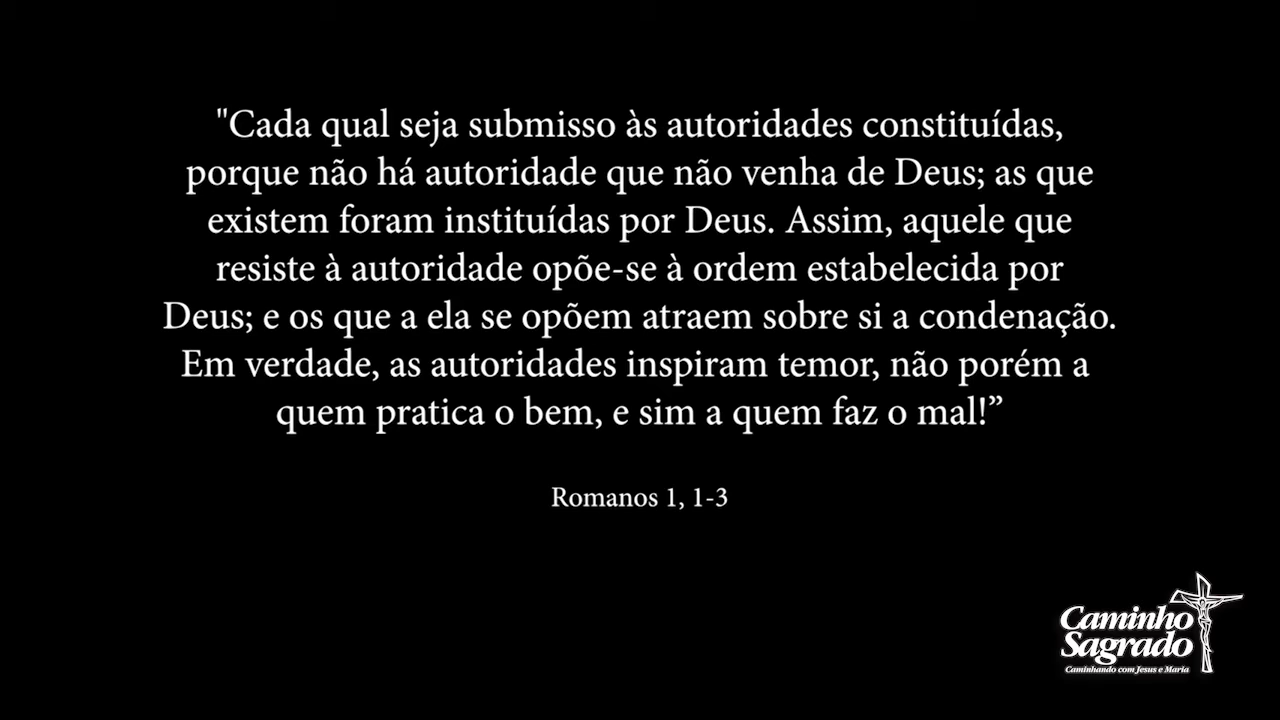 "Cada qual seja submisso às autoridades constituídas,
porque não há autoridade que não venha de Deus; as que
existem foram instituídas por Deus. Assim, aquele que
resiste à autoridade opõe-se à ordem estabelecida por
Deus; e os que a ela se opõem atraem sobre si a condenação.
Em verdade, as autoridades inspiram temor, não porém a
quem pratica o bem, e sim a quem faz o mal!”
Romanos 1, 1-3
Caminho
Sagrado
Caminhando com Jesus e Maria